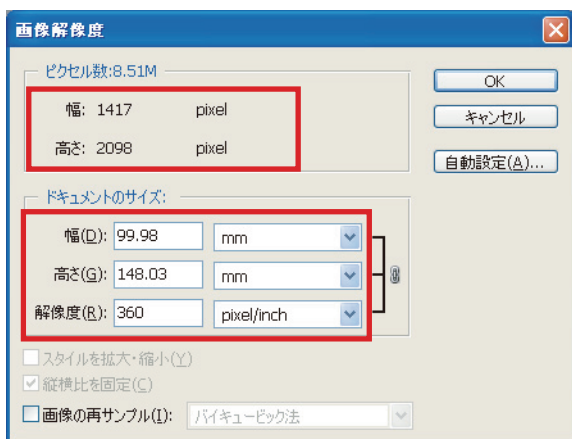 画像解像度
ピクセル数:8.51M
幅: 1417 pixel
高さ: 2098 pixel
OK
キャンセル
自動設定(A)...
ドキュメントのサイズ:
幅(D): 99.98 mm
高さ(G): 148.03 mm
解像度(R): 360 pixel/inch
スタイルを拡大・縮小(Y)
縦横比を固定(C)
画像の再サンプル(I): バイキュービック法